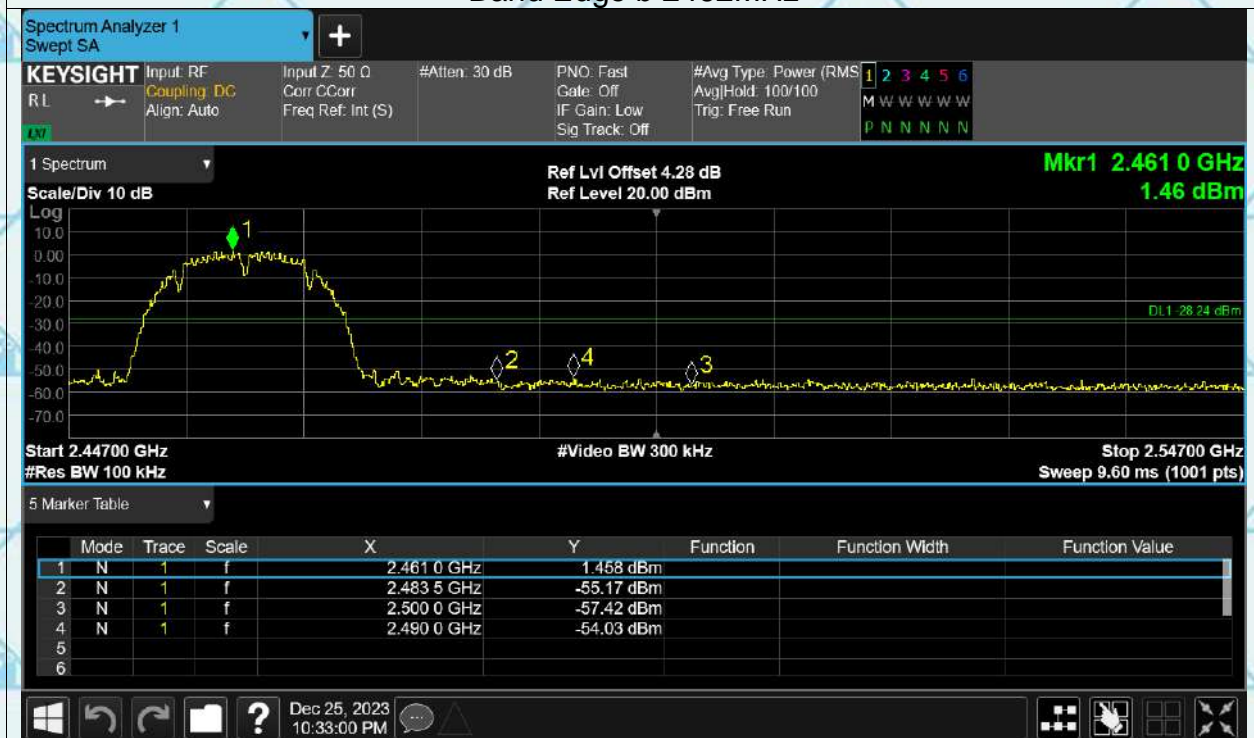 Band Edge b 2462MHz
Spectrum Analyzer 1
Swept SA
+
KEYSIGHT
RL
LXI
Input: RF
Coupling: DC
Align: Auto
Input Z: 50 Ω
Corr CCorr
Freq Ref: Int (S)
#Atten: 30 dB
PNO: Fast
Gate: Off
IF Gain: Low
Sig Track: Off
#Avg Type: Power (RMS
Avg|Hold: 100/100
Trig: Free Run
1 2 3 4 5 6
M W W W W W
P N N N N N
1 Spectrum
Scale/Div 10 dB
Ref Lvl Offset 4.28 dB
Ref Level 20.00 dBm
Mkr1 2.461 0 GHz
1.46 dBm
Log
10.0
0.00
-10.0
-20.0
-30.0
-40.0
-50.0
-60.0
-70.0
1
2
4
3
DL1 -28.24 dBm
Start 2.44700 GHz
#Video BW 300 kHz
Stop 2.54700 GHz
#Res BW 100 kHz
Sweep 9.60 ms (1001 pts)
5 Marker Table
Mode Trace Scale X Y Function Function Width Function Value
1 N 1 f 2.461 0 GHz 1.458 dBm
2 N 1 f 2.483 5 GHz -55.17 dBm
3 N 1 f 2.500 0 GHz -57.42 dBm
4 N 1 f 2.490 0 GHz -54.03 dBm
5
6
?
Dec 25, 2023
10:33:00 PM